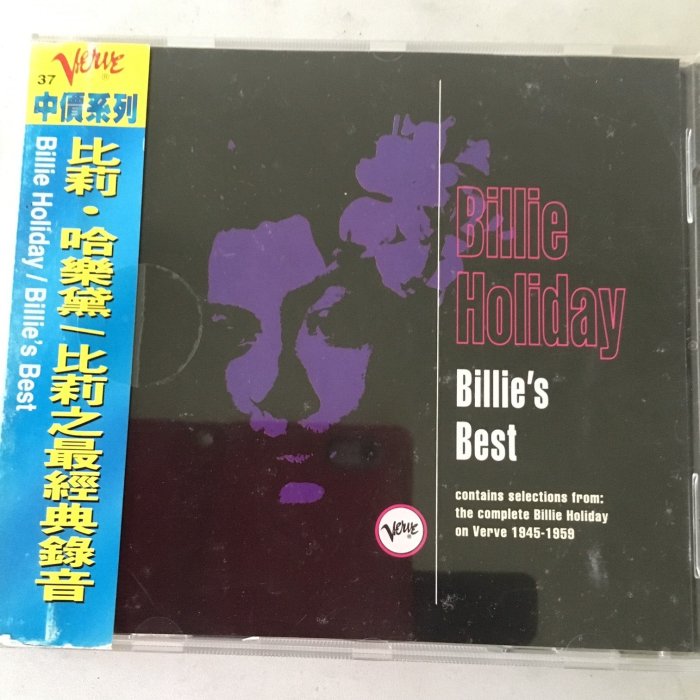 37
Verve
中價系列
比莉·哈樂黛/比莉之最經典錄音
Billie Holiday / Billie's Best
Billie
Holiday
Billie's
Best
contains selections from:
the complete Billie Holiday
on Verve 1945-1959
Verve